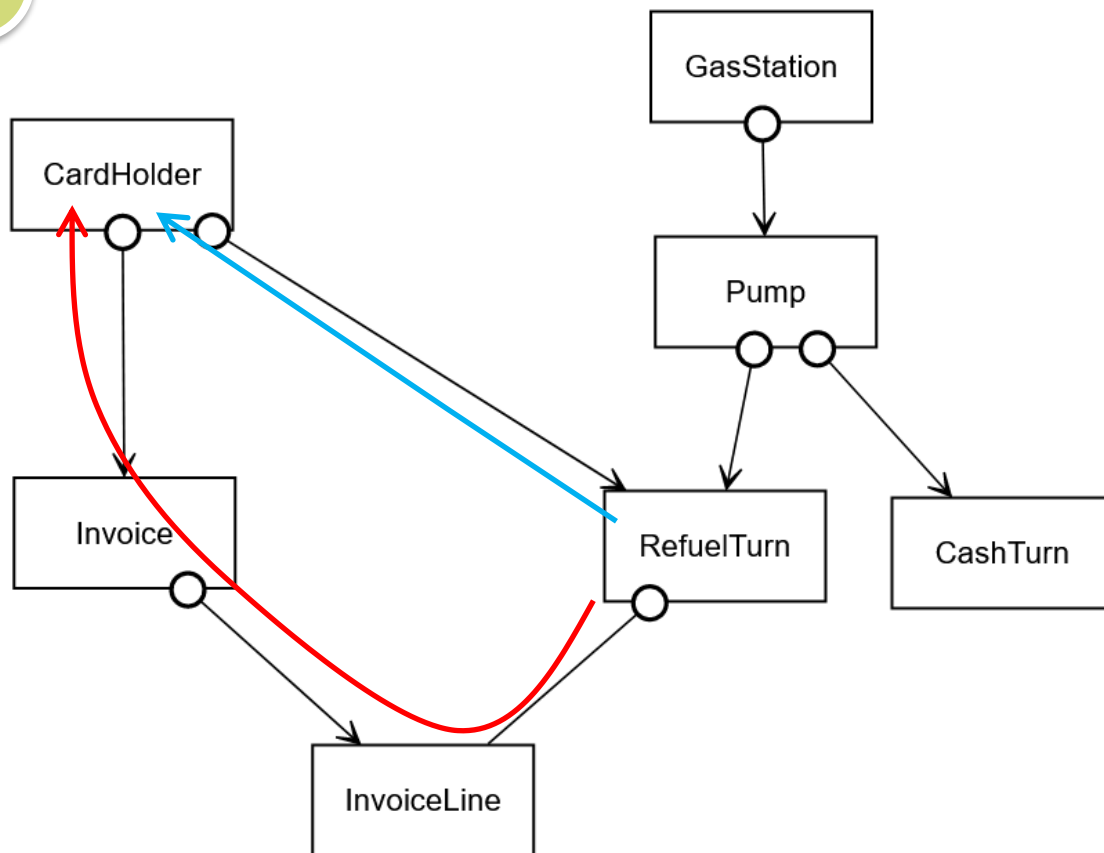 GasStation
CardHolder
Pump
Invoice
RefuelTurn
CashTurn
InvoiceLine